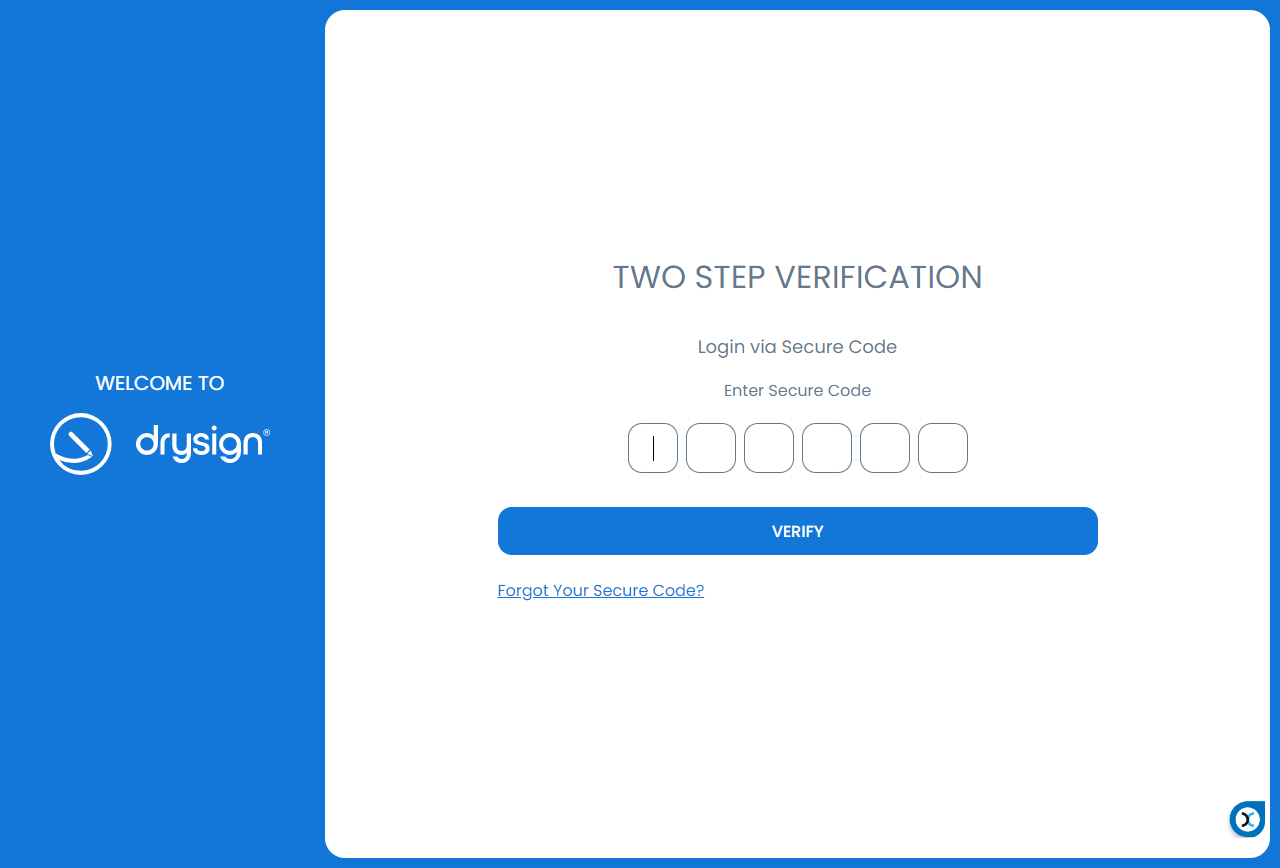 WELCOME TO
drysign®
TWO STEP VERIFICATION
Login via Secure Code
Enter Secure Code
VERIFY
Forgot Your Secure Code?